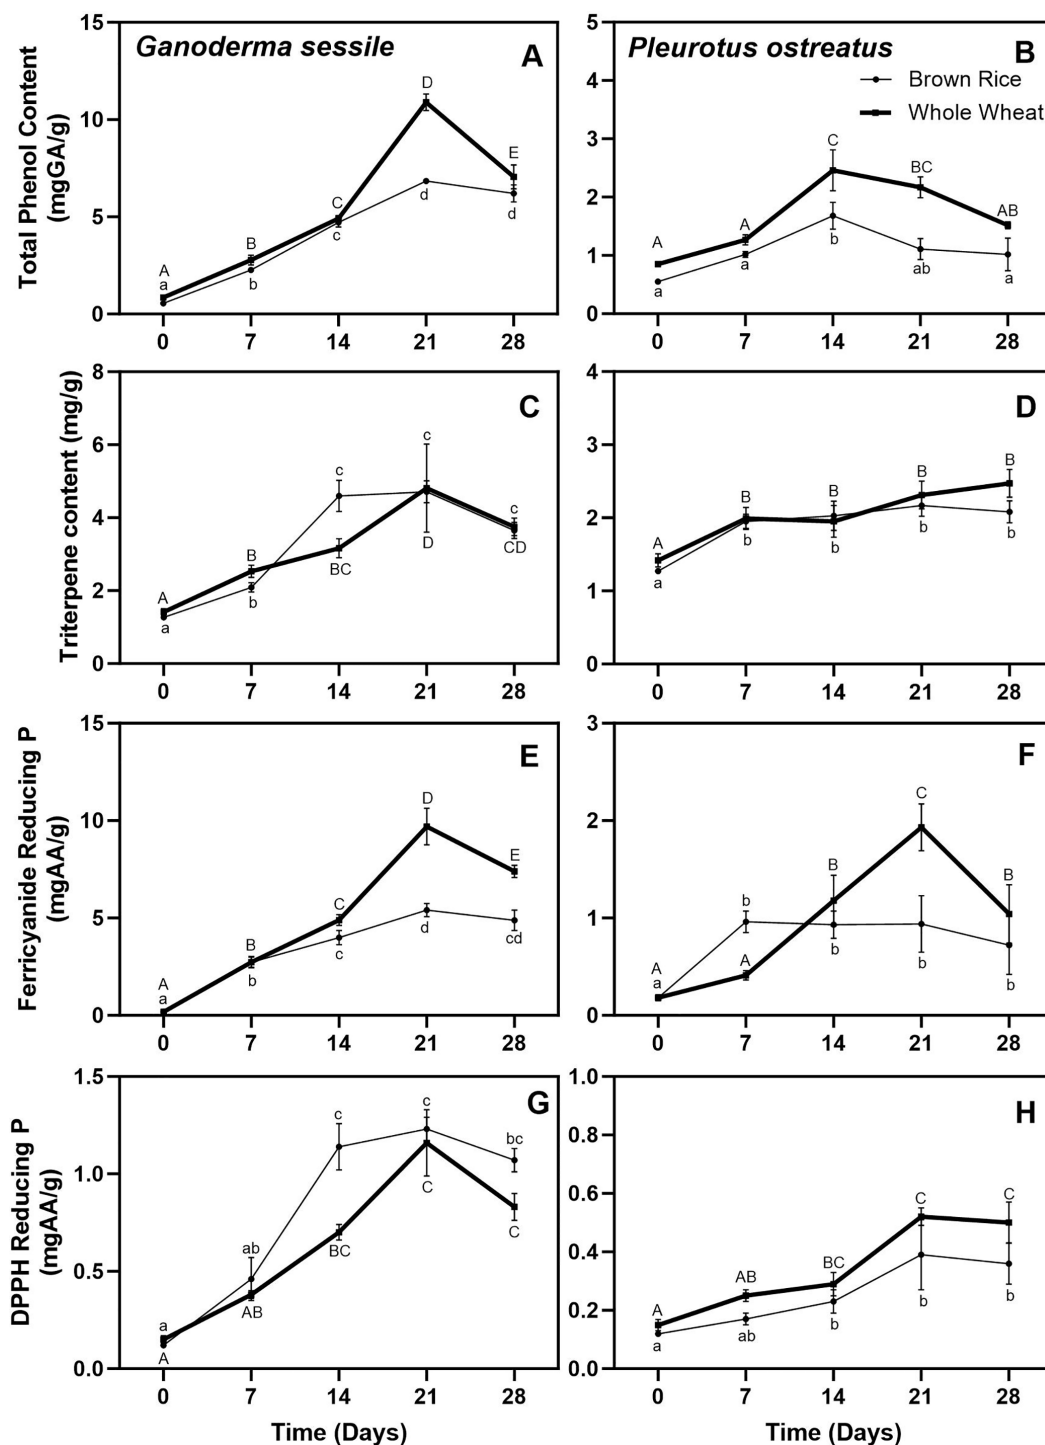 Ganoderma sessile
A
Pleurotus ostreatus
B
Brown Rice
Whole Wheat
Total Phenol Content
(mgGA/g)
15
10
5
0
A
a
B
b
C
c
D
d
E
d
0 7 14 21 28
5
4
3
2
1
0
A
a
A
a
C
b
BC
ab
AB
a
0 7 14 21 28
Triterpene content (mg/g)
C
8
6
4
2
0
A
a
B
b
c
BC
c
D
c
CD
0 7 14 21 28
D
4
3
2
1
0
A
a
B
b
B
b
B
b
B
b
0 7 14 21 28
Ferricyanide Reducing P
(mgAA/g)
E
15
10
5
0
A
a
B
b
C
c
D
d
E
cd
0 7 14 21 28
F
3
2
1
0
A
a
b
A
B
b
C
b
B
b
0 7 14 21 28
DPPH Reducing P
(mgAA/g)
G
1.5
1.0
0.5
0.0
a
A
ab
AB
c
BC
c
C
bc
C
0 7 14 21 28
Time (Days)
H
1.0
0.8
0.6
0.4
0.2
0.0
A
a
AB
ab
BC
b
C
b
C
b
0 7 14 21 28
Time (Days)